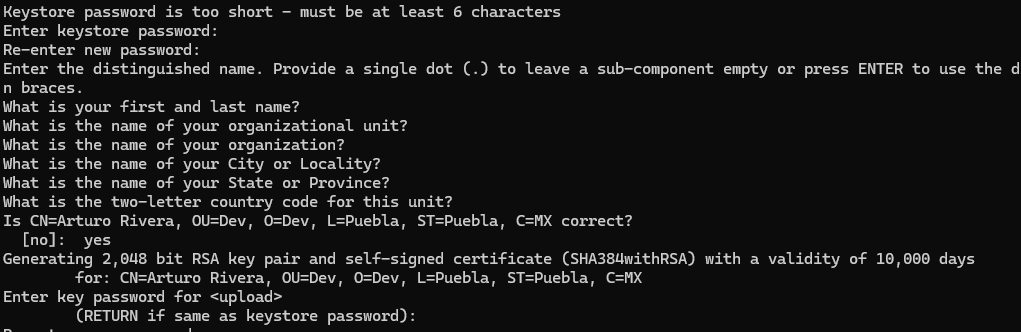 Keystore password is too short - must be at least 6 characters
Enter keystore password:
Re-enter new password:
Enter the distinguished name. Provide a single dot (.) to leave a sub-component empty or press ENTER to use the d
n braces.
What is your first and last name?
What is the name of your organizational unit?
What is the name of your organization?
What is the name of your City or Locality?
What is the name of your State or Province?
What is the two-letter country code for this unit?
Is CN=Arturo Rivera, OU=Dev, O=Dev, L=Puebla, ST=Puebla, C=MX correct?
  [no]:  yes
Generating 2,048 bit RSA key pair and self-signed certificate (SHA384withRSA) with a validity of 10,000 days
        for: CN=Arturo Rivera, OU=Dev, O=Dev, L=Puebla, ST=Puebla, C=MX
Enter key password for <upload>
        (RETURN if same as keystore password):